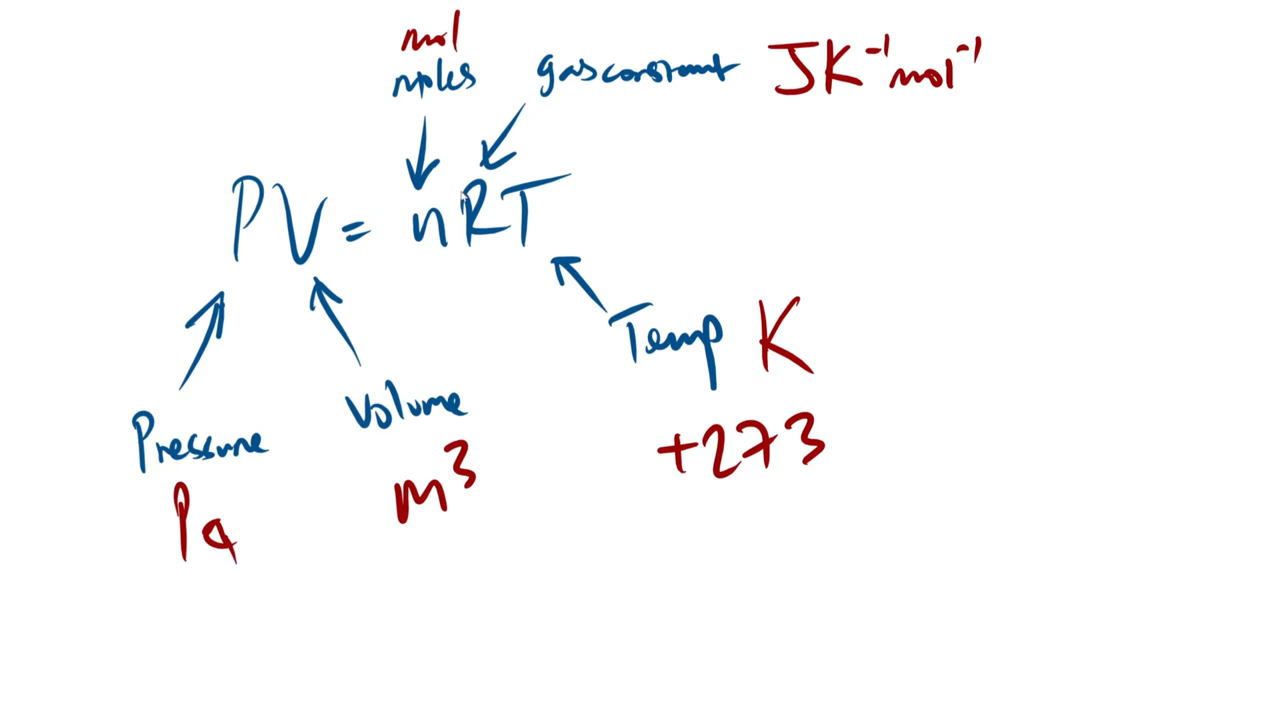 mol
moles
gas constant JK⁻¹mol⁻¹
PV = nRT
Temp K
+273
Volume
m³
Pressure
Pa